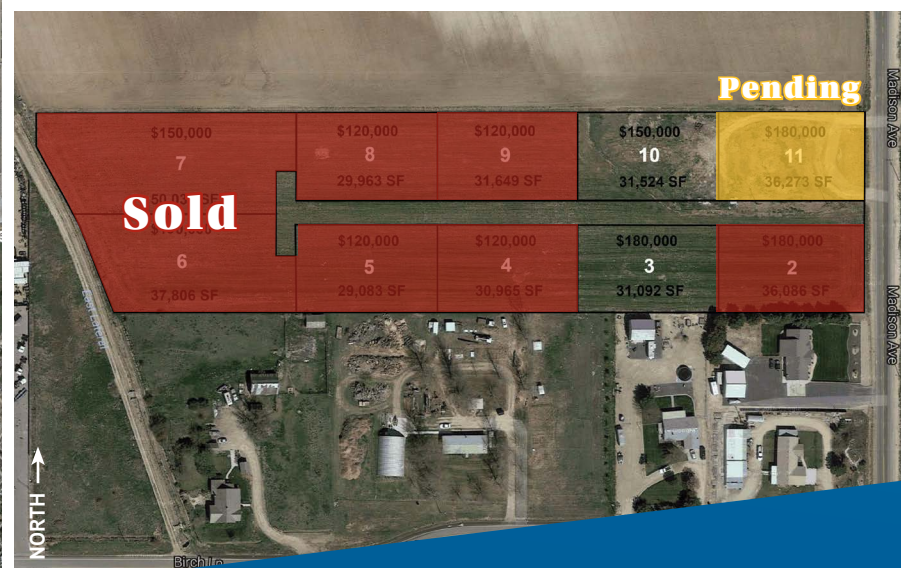 Pending
Madison Ave
$150,000
7
$120,000
8
29,963 SF
$120,000
9
31,649 SF
$150,000
10
31,524 SF
$180,000
11
36,273 SF
Sold
6
37,806 SF
$120,000
5
29,083 SF
$120,000
4
30,965 SF
$180,000
3
31,092 SF
$180,000
2
36,086 SF
Madison Ave
NORTH
Birch Ln